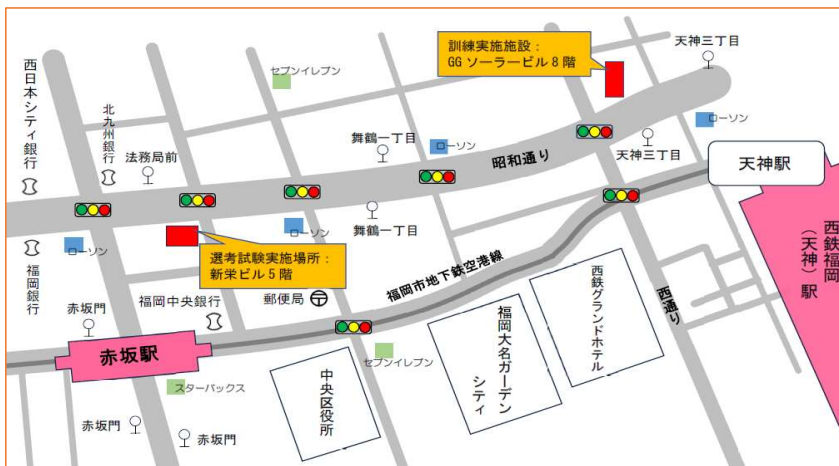 訓練実施施設：
GG ソーラービル 8 階
天神三丁目
セブンイレブン
西日本シティ銀行
北九州銀行
法務局前
舞鶴一丁目
ローソン
昭和通り
ローソン
天神三丁目
天神駅
西鉄福岡
（天神）駅
ローソン
選考試験実施場所：
新栄ビル 5 階
ローソン
舞鶴一丁目
福岡市地下鉄空港線
福岡銀行
赤坂門
福岡中央銀行
郵便局
西鉄グランドホテル
西通り
赤坂駅
セブンイレブン
福岡大名ガーデン
シティ
スターバックス
中央区役所
赤坂門
赤坂門